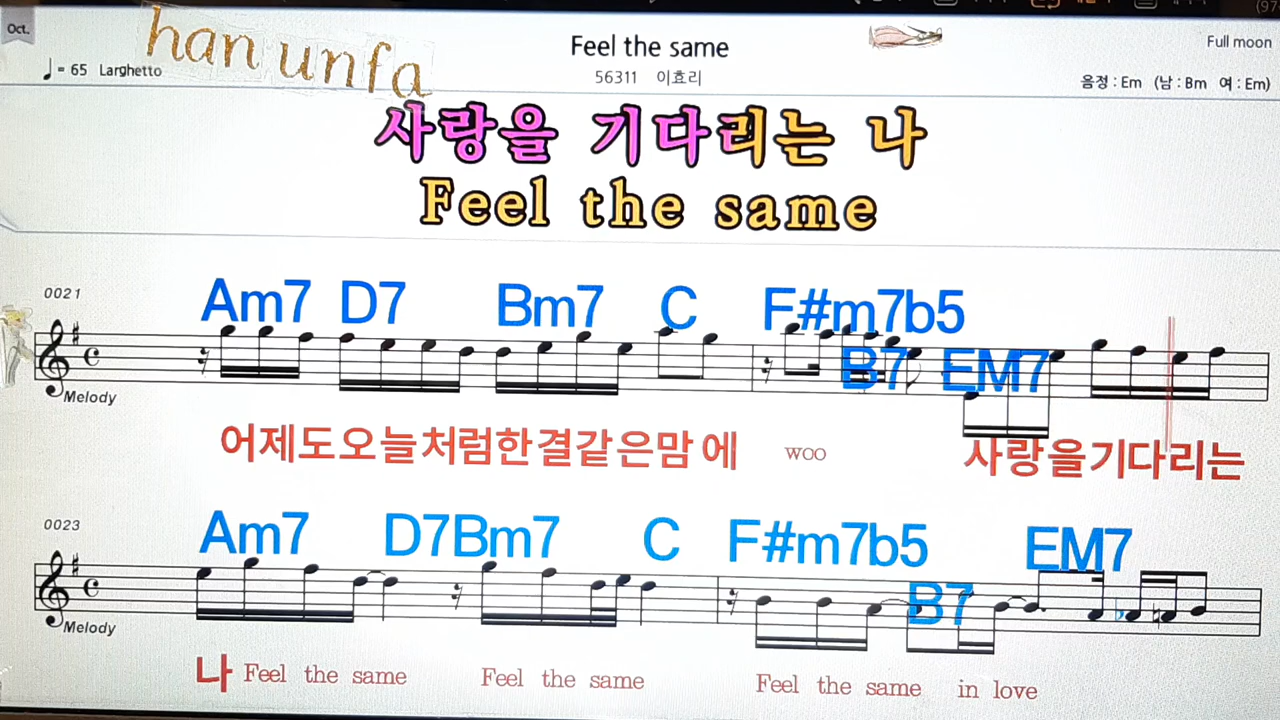 Oct.
han unfa
Feel the same
Full moon
♩= 65 Larghetto
56311 이효리
음정 : Em (남 : Bm 여 : Em)
사랑을 기다리는 나
Feel the same
0021
Am7 D7 Bm7 C F#m7b5
B7 EM7
Melody
어제도오늘처럼한결같은맘에 woo 사랑을기다리는
0023
Am7 D7Bm7 C F#m7b5 EM7
B7
Melody
나 Feel the same Feel the same Feel the same in love